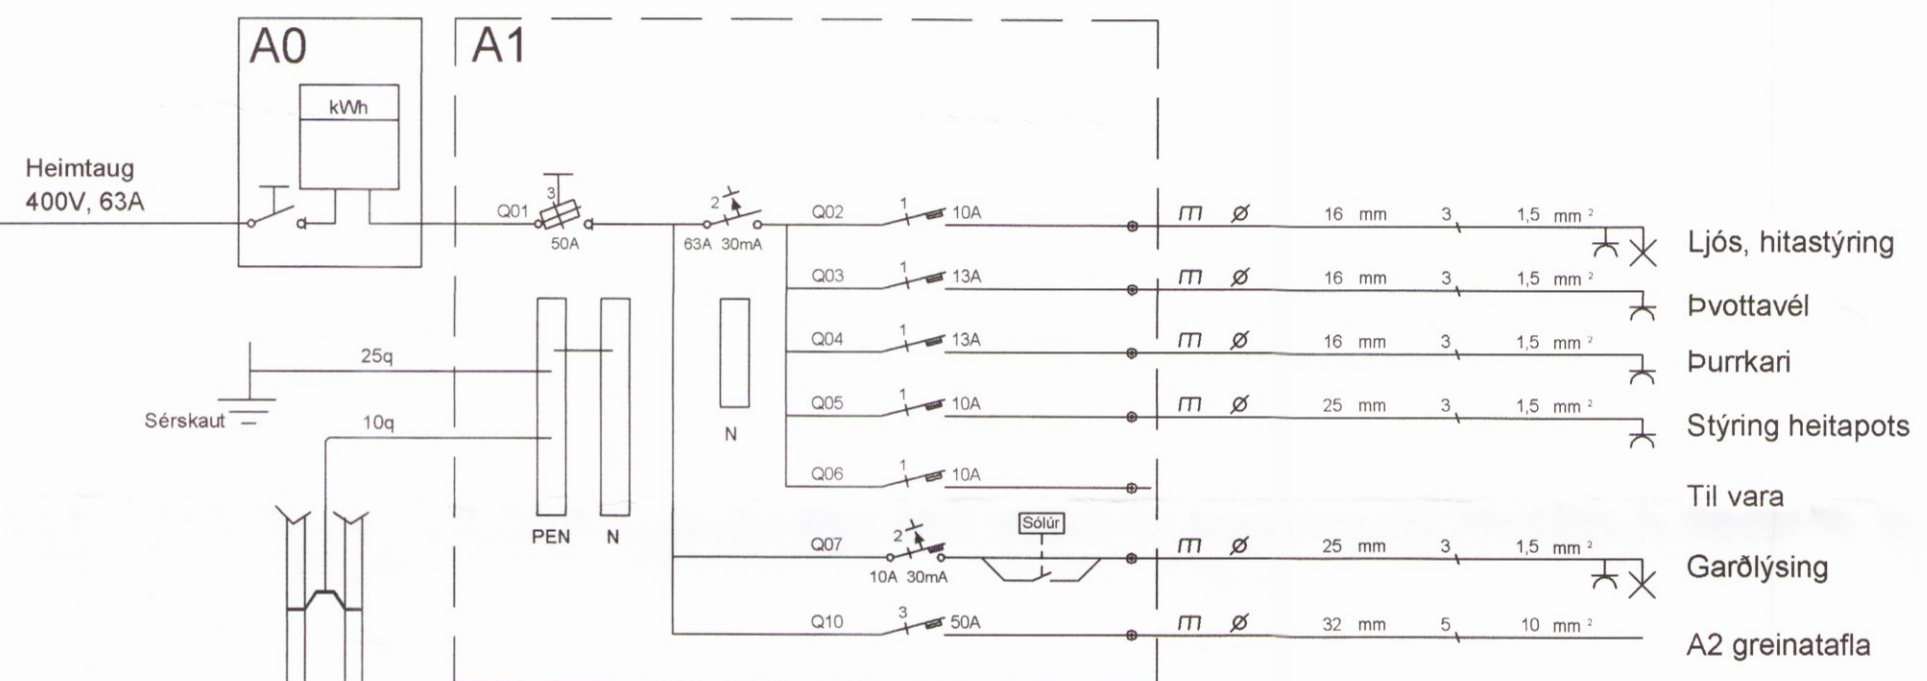 A0
A1
kWh
Heimtaug
400V, 63A
Q01
3
50A
2
63A 30mA
Q02 1 10A 16 mm 3 1,5 mm ²
Ljós, hitastýring
Q03 1 13A 16 mm 3 1,5 mm ²
Þvottavél
Q04 1 13A 16 mm 3 1,5 mm ²
Þurrkari
Q05 1 10A 25 mm 3 1,5 mm ²
Stýring heitapots
Q06 1 10A
Til vara
25q
Sérskaut
10q
N
PEN
N
Sólúr
Q07 2 25 mm 3 1,5 mm ²
10A 30mA
Garðlýsing
Q10 3 50A 32 mm 5 10 mm ²
A2 greinatafla